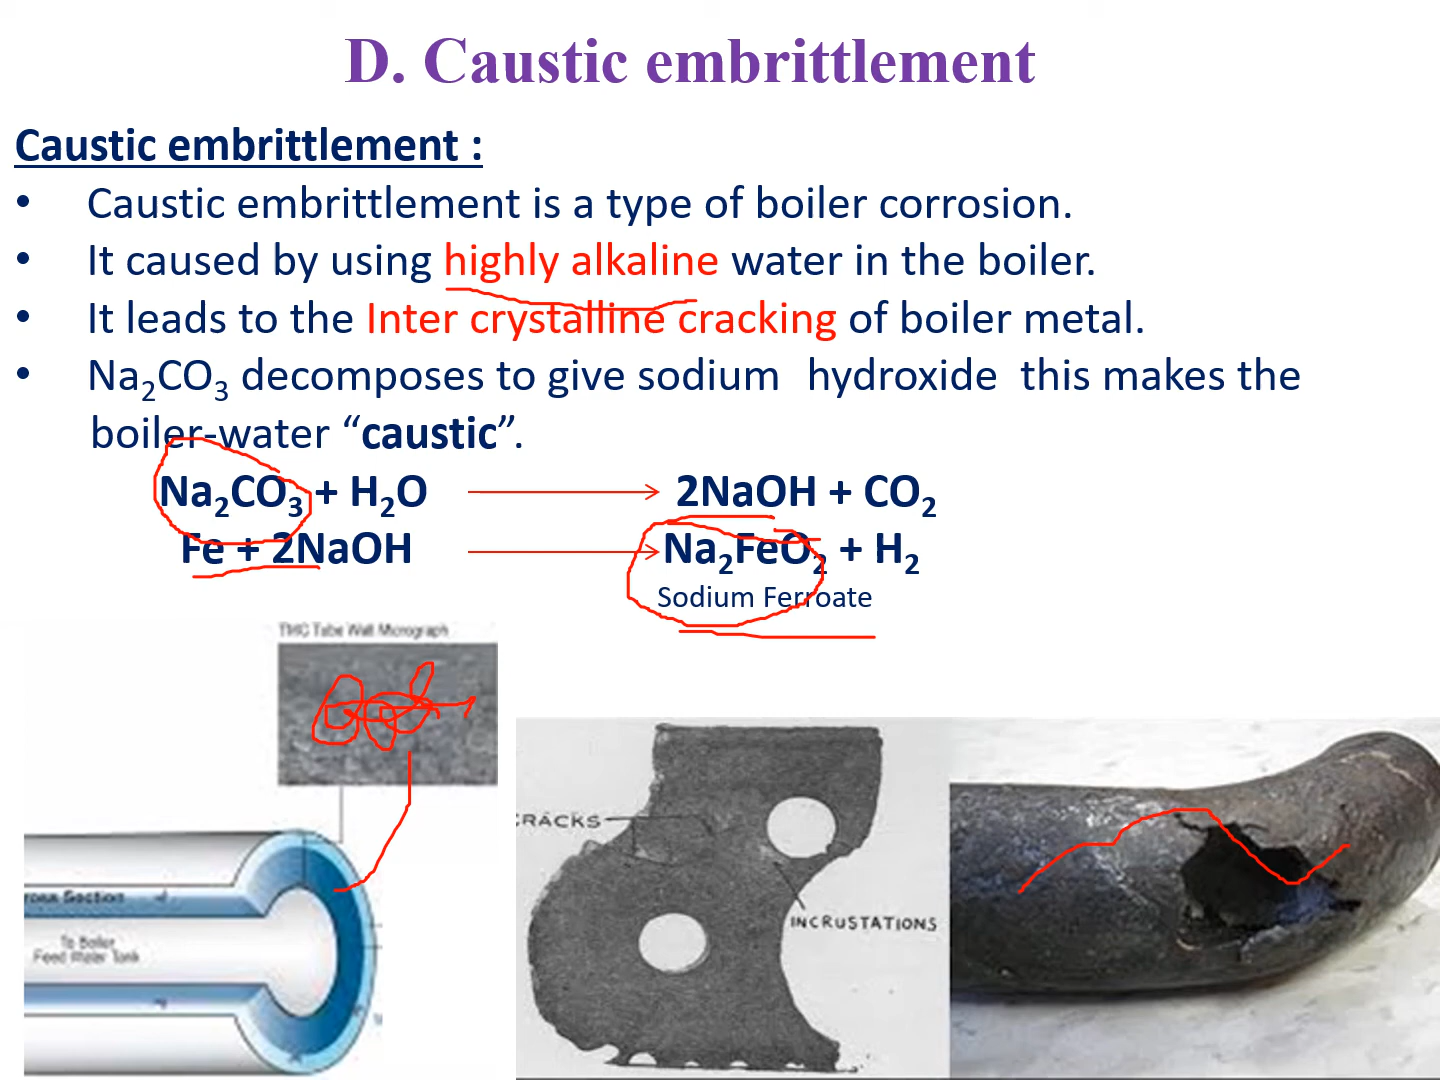 D. Caustic embrittlement
Caustic embrittlement :
• Caustic embrittlement is a type of boiler corrosion.
• It caused by using highly alkaline water in the boiler.
• It leads to the Inter crystalline cracking of boiler metal.
• Na₂CO₃ decomposes to give sodium hydroxide this makes the
boiler-water “caustic”.
Na₂CO₃ + H₂O → 2NaOH + CO₂
Fe + 2NaOH → Na₂FeO₂ + H₂
Sodium Ferroate
Tube Wall Micrograph
CRACKS
INCRUSTATIONS
Section
To Boiler
Feed Water Tank